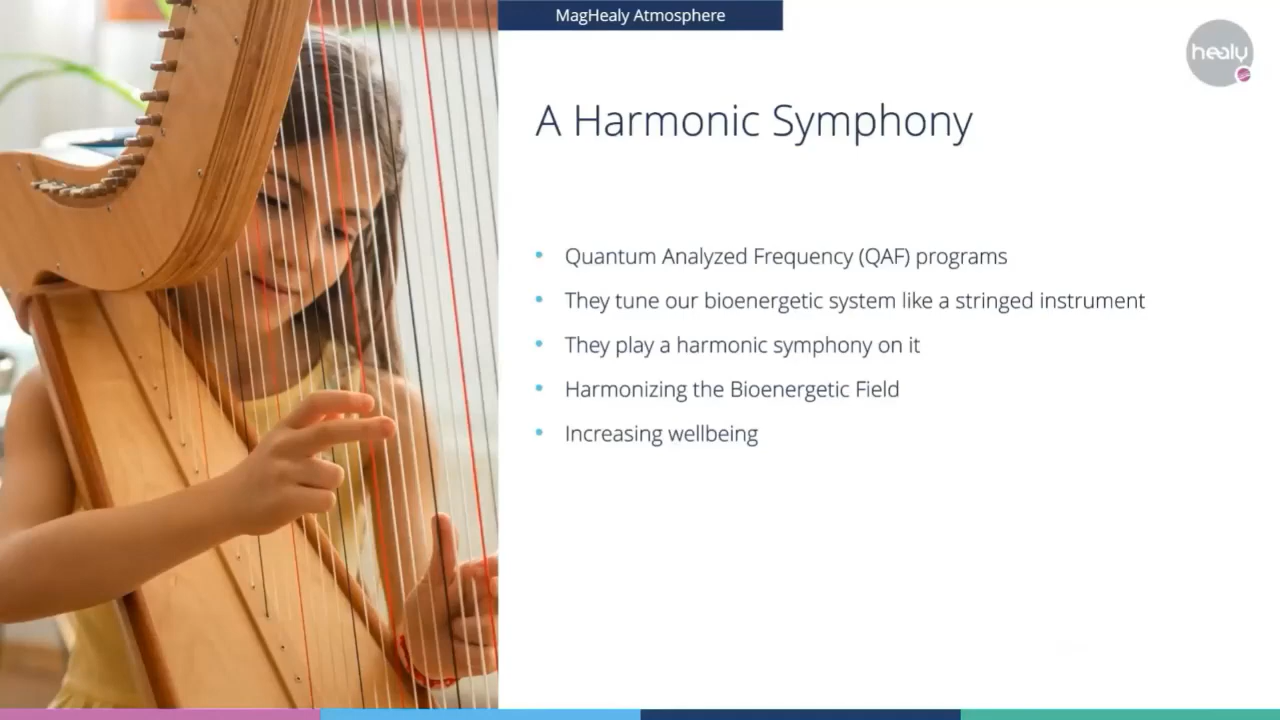 MagHealy Atmosphere
healy
A Harmonic Symphony
Quantum Analyzed Frequency (QAF) programs
They tune our bioenergetic system like a stringed instrument
They play a harmonic symphony on it
Harmonizing the Bioenergetic Field
Increasing wellbeing